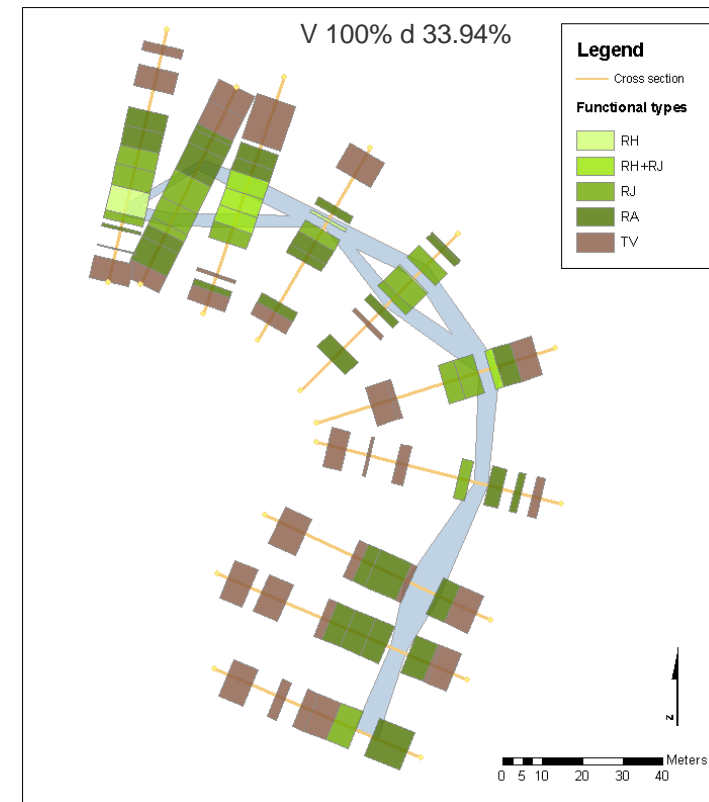 V 100% d 33.94%
Legend
Cross section
Functional types
RH
RH+RJ
RJ
RA
TV
N
Meters
0 5 10 20 30 40